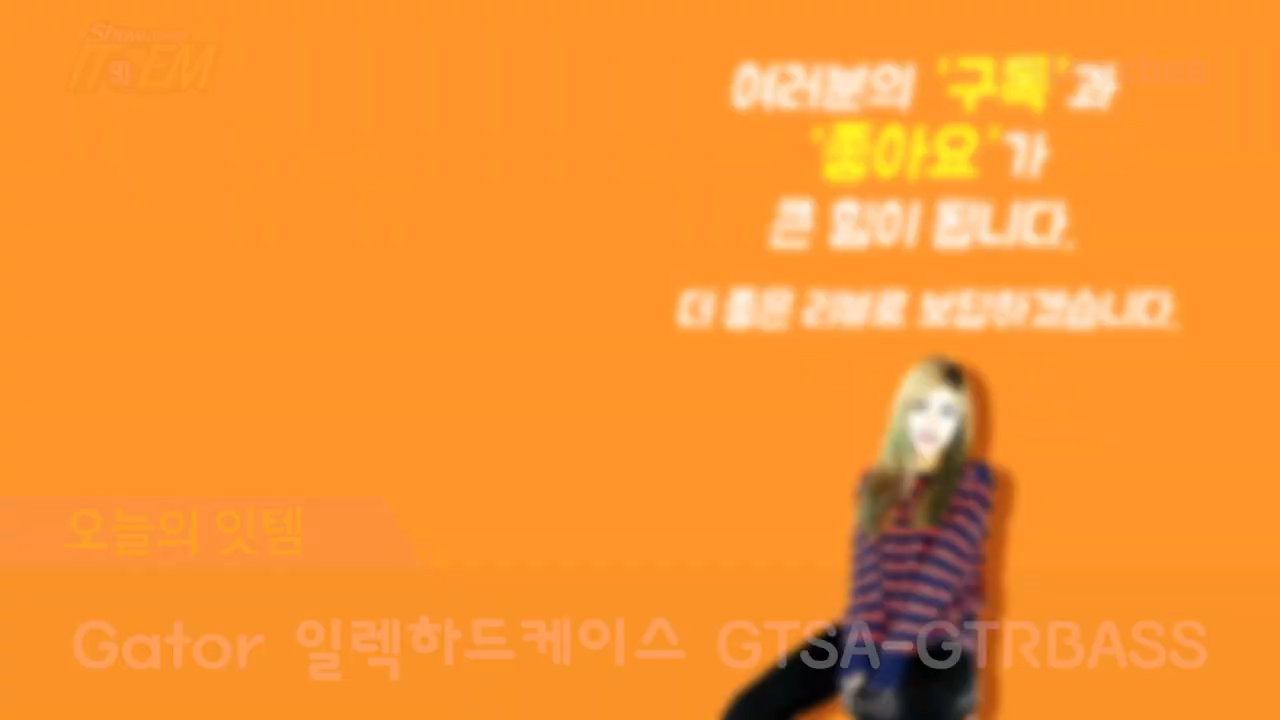 IT EM
여러분의 '구독'과
'좋아요'가
큰 힘이 됩니다.
더 좋은 리뷰로 보답하겠습니다.
오늘의 잇템
Gator 일렉하드케이스 GTSA-GTRBASS